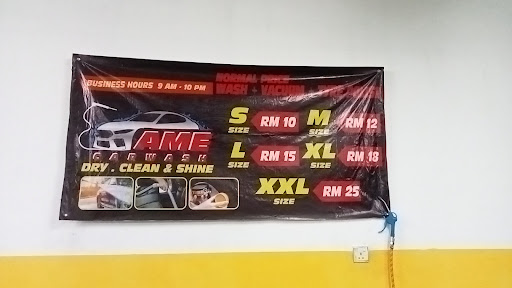 BUSINESS HOURS 9 AM - 10 PM
NORMAL PRICE
WASH + VACUUM
AME
CARWASH
DRY . CLEAN & SHINE
S SIZE RM 10
M SIZE RM 12
L SIZE RM 15
XL SIZE RM 18
XXL SIZE RM 25